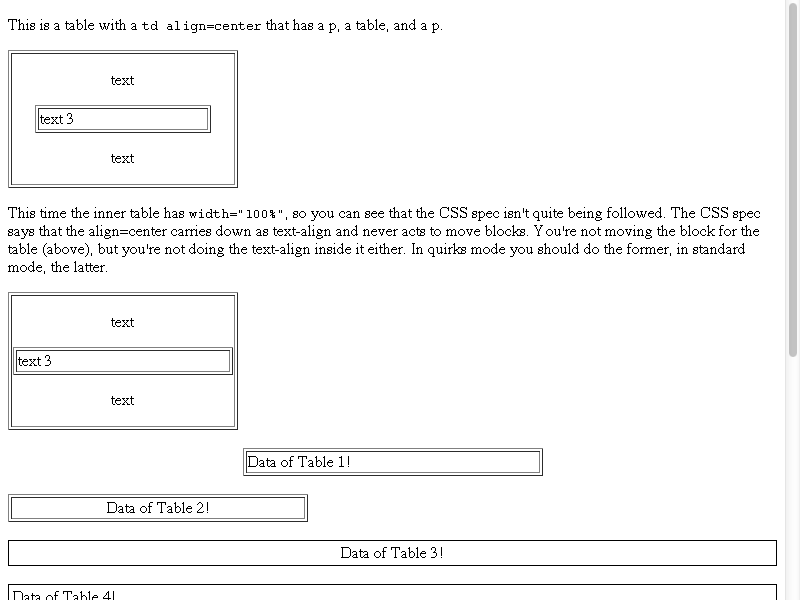 This is a table with a td align=center that has a p, a table, and a p.
text
text 3
text
This time the inner table has width="100%", so you can see that the CSS spec isn't quite being followed. The CSS spec
says that the align=center carries down as text-align and never acts to move blocks. You're not moving the block for the
table (above), but you're not doing the text-align inside it either. In quirks mode you should do the former, in standard
mode, the latter.
text
text 3
text
Data of Table 1!
Data of Table 2!
Data of Table 3!
Data of Table 4!